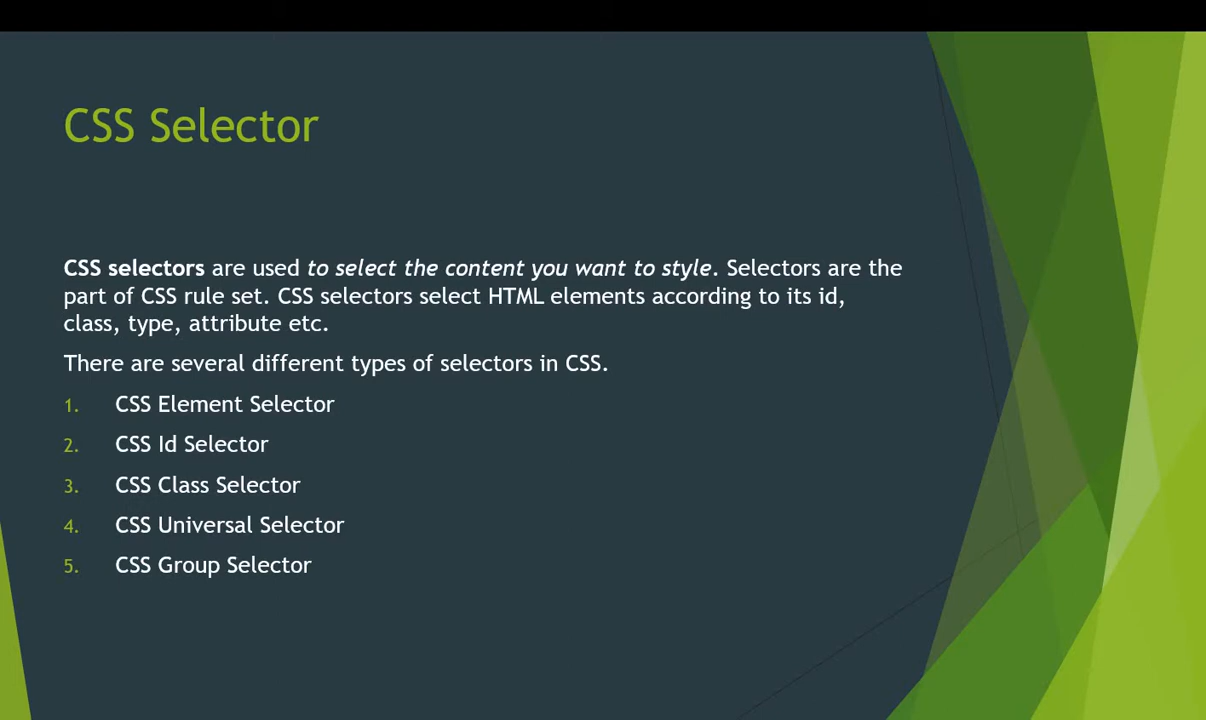 CSS Selector
CSS selectors are used to select the content you want to style. Selectors are the
part of CSS rule set. CSS selectors select HTML elements according to its id,
class, type, attribute etc.
There are several different types of selectors in CSS.
1. CSS Element Selector
2. CSS Id Selector
3. CSS Class Selector
4. CSS Universal Selector
5. CSS Group Selector